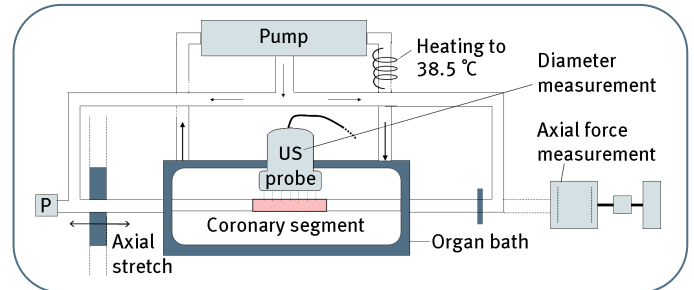 Pump
Heating to
38.5 °C
Diameter
measurement
Axial force
measurement
US
probe
P
Coronary segment
Axial
stretch
Organ bath